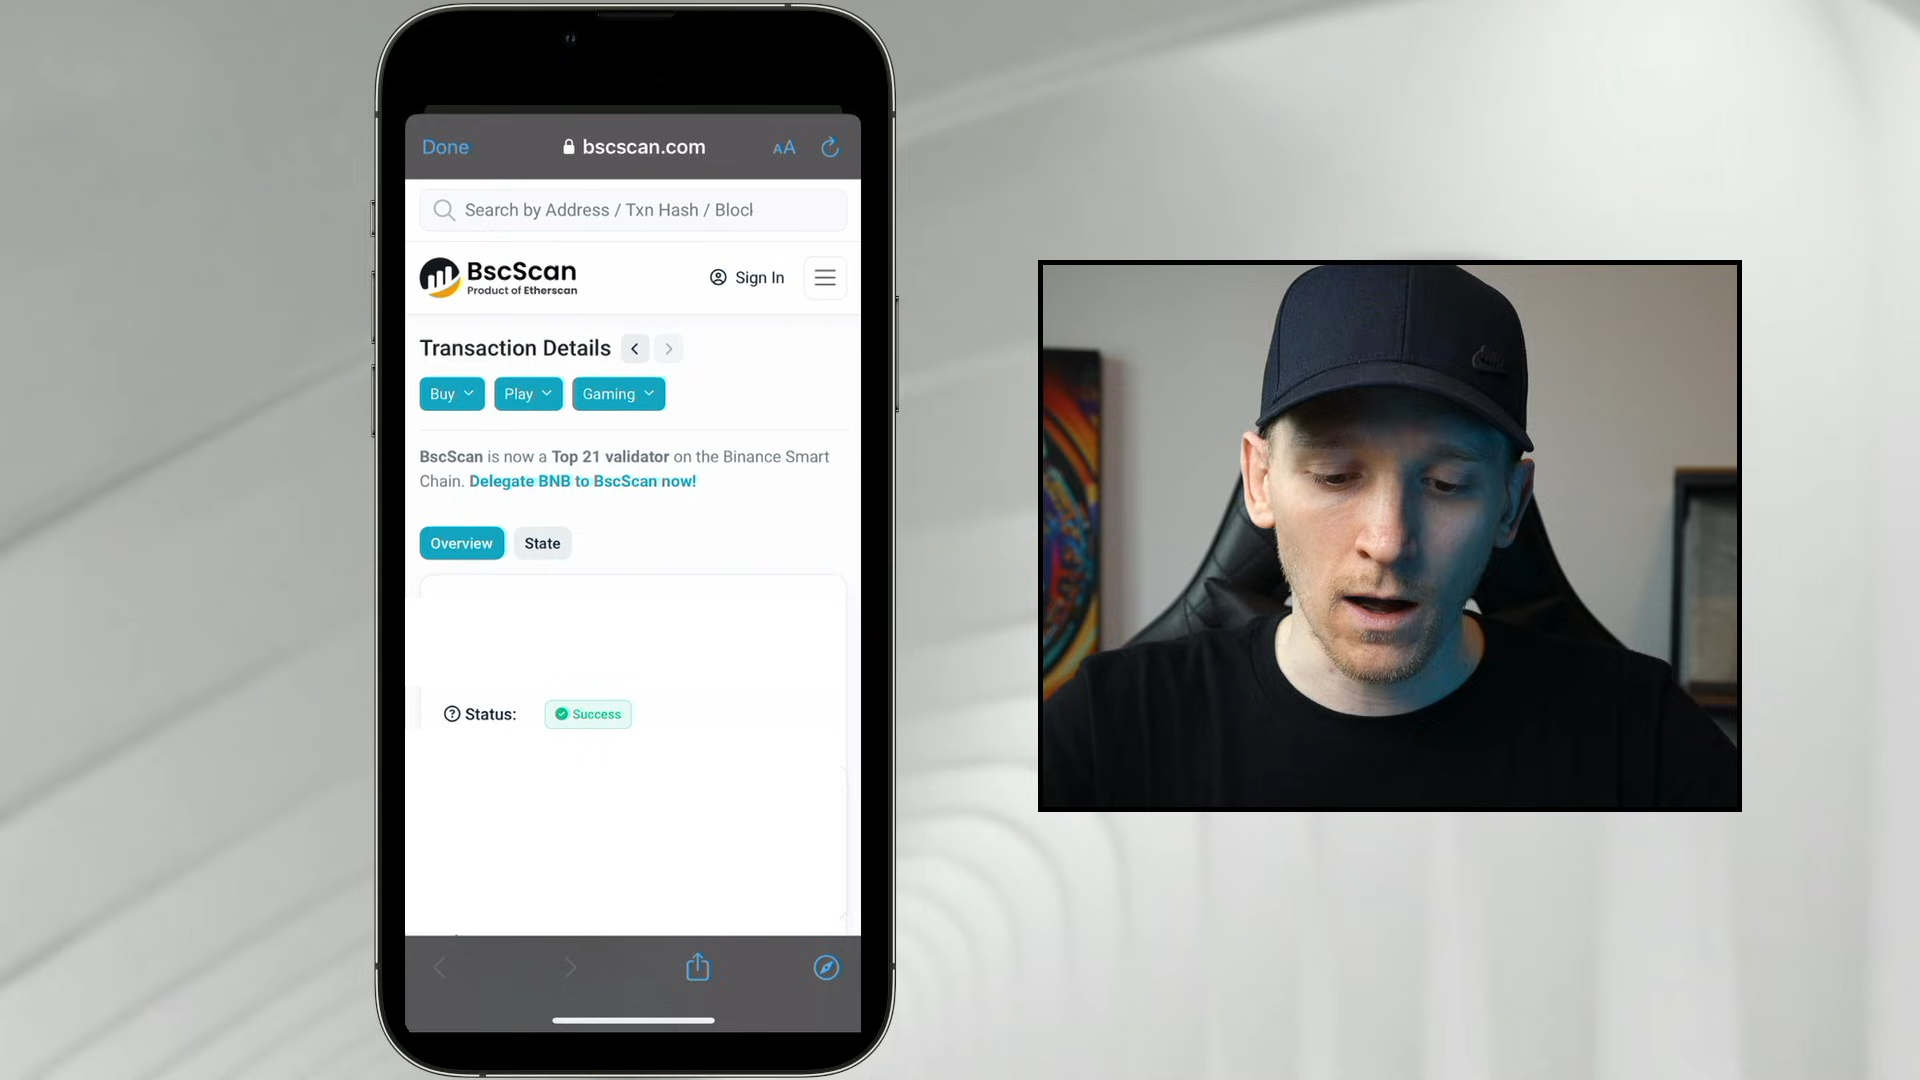 Done
bscscan.com
AA
Search by Address / Txn Hash / Bloc
BscScan
Product of Etherscan
Sign In
Transaction Details
Buy
Play
Gaming
BscScan is now a Top 21 validator on the Binance Smart
Chain. Delegate BNB to BscScan now!
Overview
State
Status:
Success